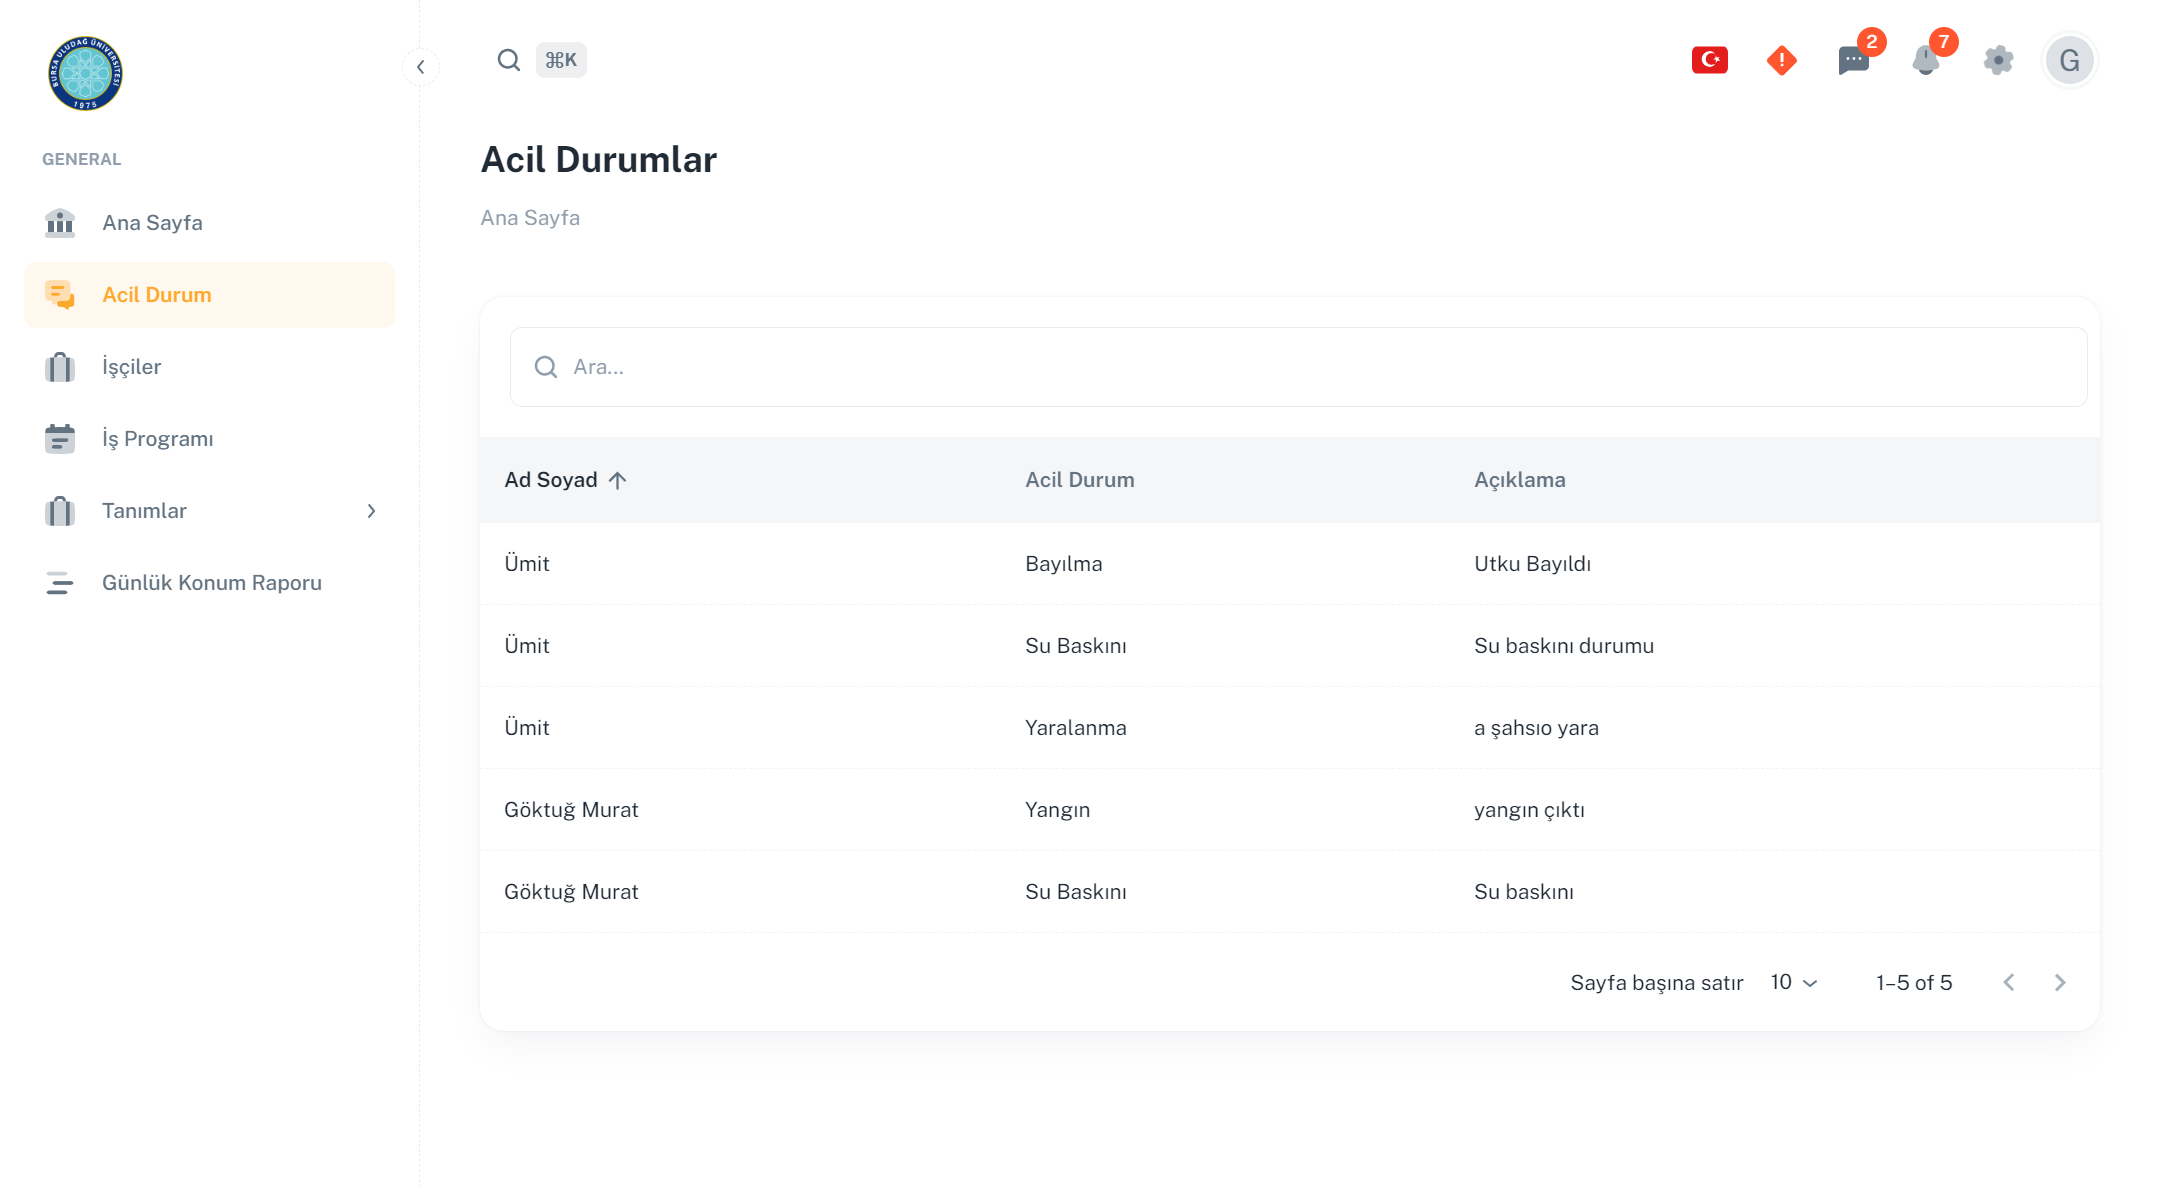 BURSA ULUDAĞ ÜNİVERSİTESİ
1975
⌘K
2
7
G
GENERAL
Ana Sayfa
Acil Durum
İşçiler
İş Programı
Tanımlar
Günlük Konum Raporu
Acil Durumlar
Ana Sayfa
Ara...
Ad Soyad Acil Durum Açıklama
Ümit Bayılma Utku Bayıldı
Ümit Su Baskını Su baskını durumu
Ümit Yaralanma a şahsıo yara
Göktuğ Murat Yangın yangın çıktı
Göktuğ Murat Su Baskını Su baskını
Sayfa başına satır 10 1–5 of 5